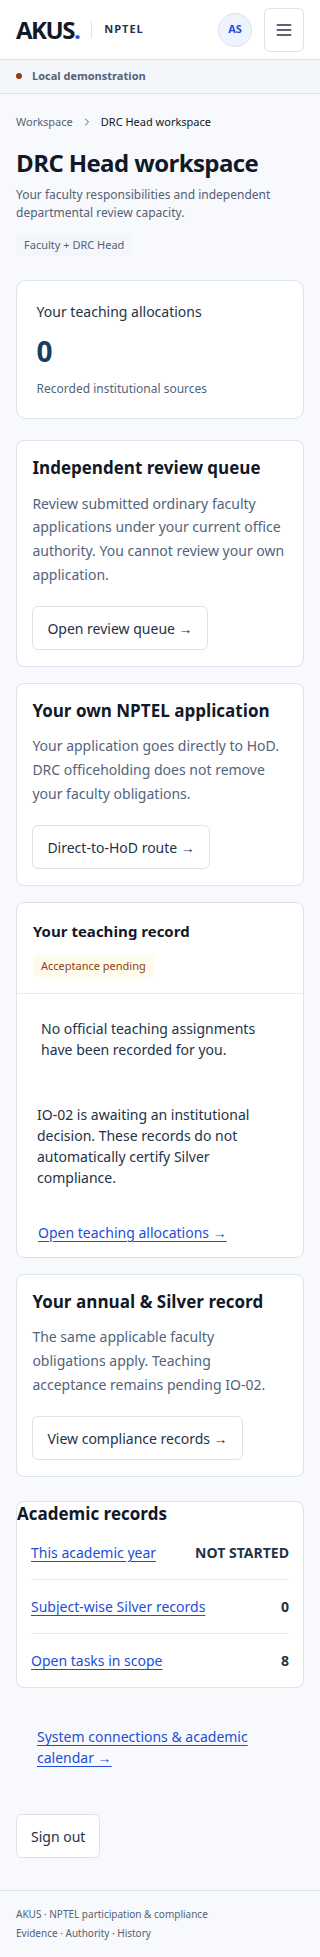 AKUS. NPTEL AS
Local demonstration
Workspace > DRC Head workspace
DRC Head workspace
Your faculty responsibilities and independent
departmental review capacity.
Faculty + DRC Head
Your teaching allocations
0
Recorded institutional sources
Independent review queue
Review submitted ordinary faculty
applications under your current office
authority. You cannot review your own
application.
Open review queue →
Your own NPTEL application
Your application goes directly to HoD.
DRC officeholding does not remove
your faculty obligations.
Direct-to-HoD route →
Your teaching record
Acceptance pending
No official teaching assignments
have been recorded for you.
IO-02 is awaiting an institutional
decision. These records do not
automatically certify Silver
compliance.
Open teaching allocations →
Your annual & Silver record
The same applicable faculty
obligations apply. Teaching
acceptance remains pending IO-02.
View compliance records →
Academic records
This academic year NOT STARTED
Subject-wise Silver records 0
Open tasks in scope 8
System connections & academic
calendar →
Sign out
AKUS · NPTEL participation & compliance
Evidence · Authority · History